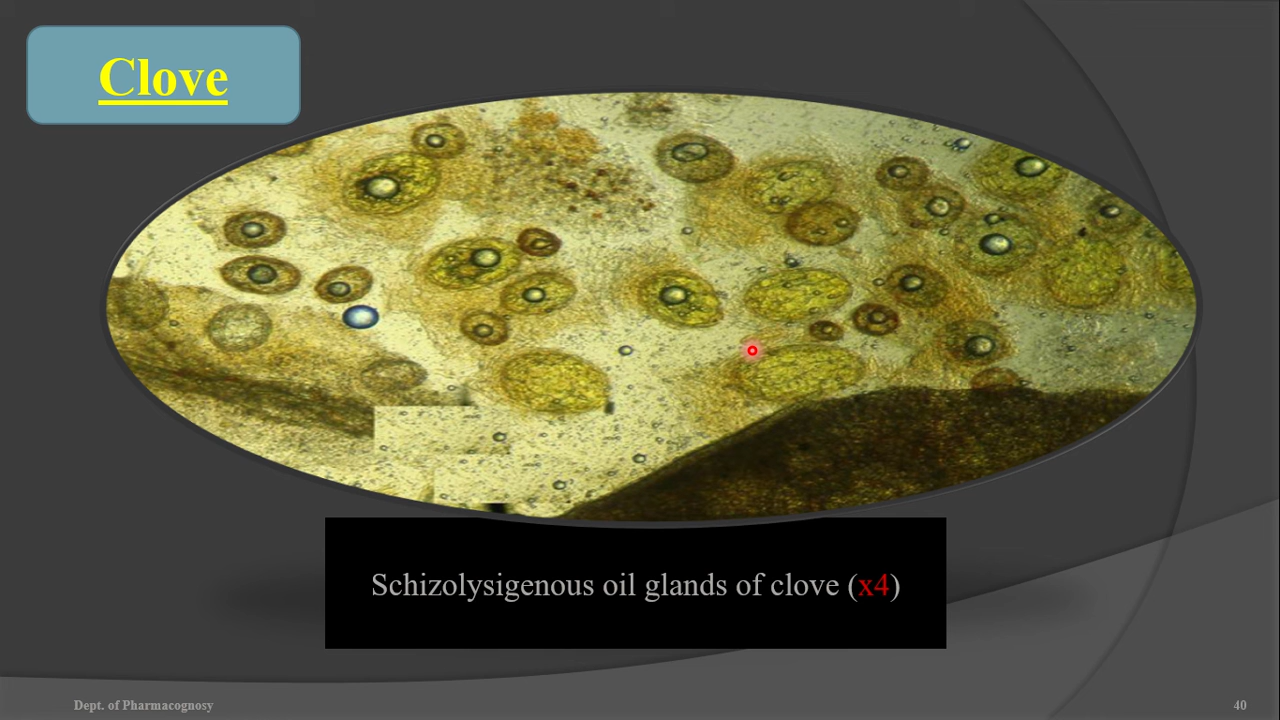 Clove
Schizolysigenous oil glands of clove (x4)
Dept. of Pharmacognosy
40